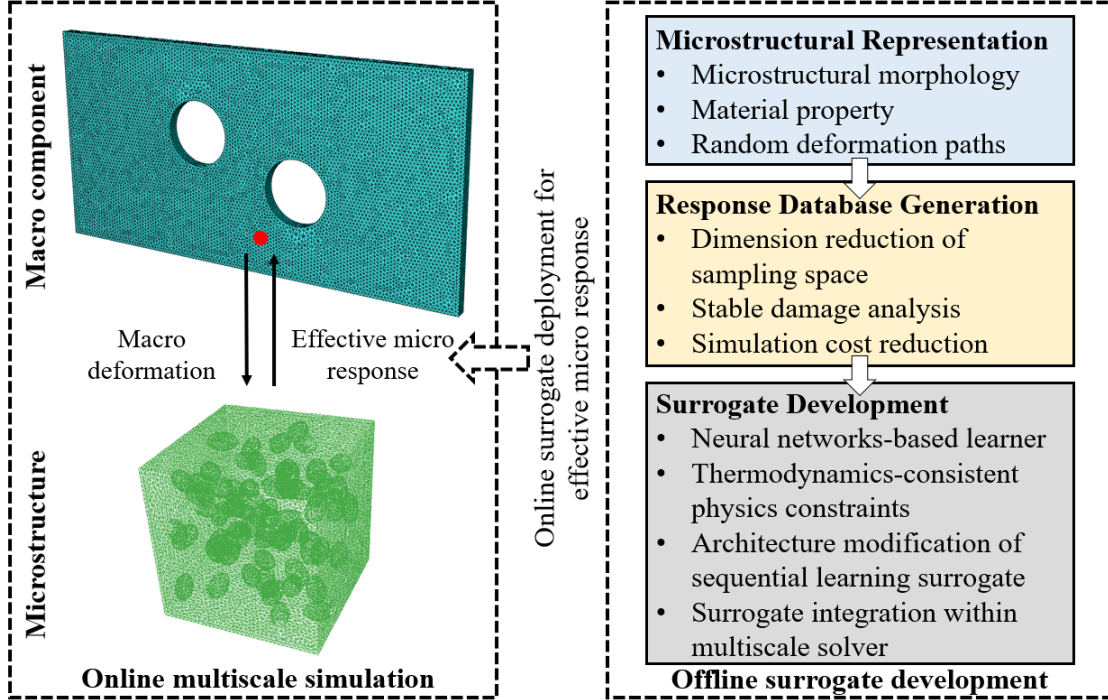 Macro component
Macro
deformation
Effective micro
response
Microstructure
Online multiscale simulation
Online surrogate deployment for
effective micro response
Microstructural Representation
• Microstructural morphology
• Material property
• Random deformation paths
Response Database Generation
• Dimension reduction of
sampling space
• Stable damage analysis
• Simulation cost reduction
Surrogate Development
• Neural networks-based learner
• Thermodynamics-consistent
physics constraints
• Architecture modification of
sequential learning surrogate
• Surrogate integration within
multiscale solver
Offline surrogate development